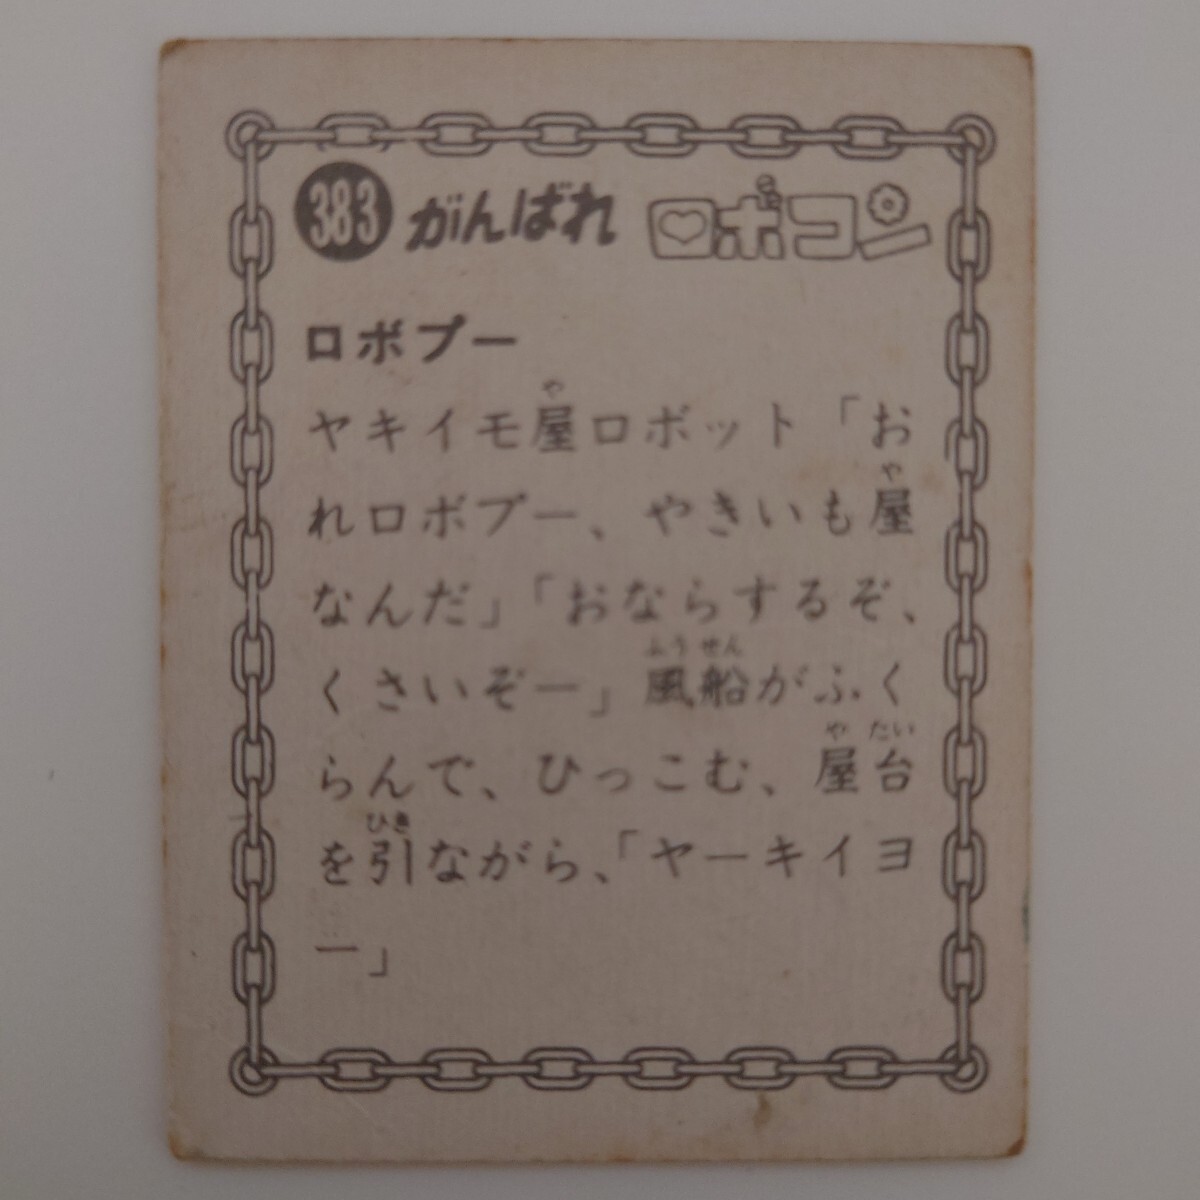 383 がんばれ ロボコン
ロボプー
ヤキイモ屋ロボット「お
れロボプー、やきいも屋
なんだ」「おならするぞ、
くさいぞー」風船がふく
らんで、ひっこむ、屋台
を引ながら、「ヤーキイヨ
ー」